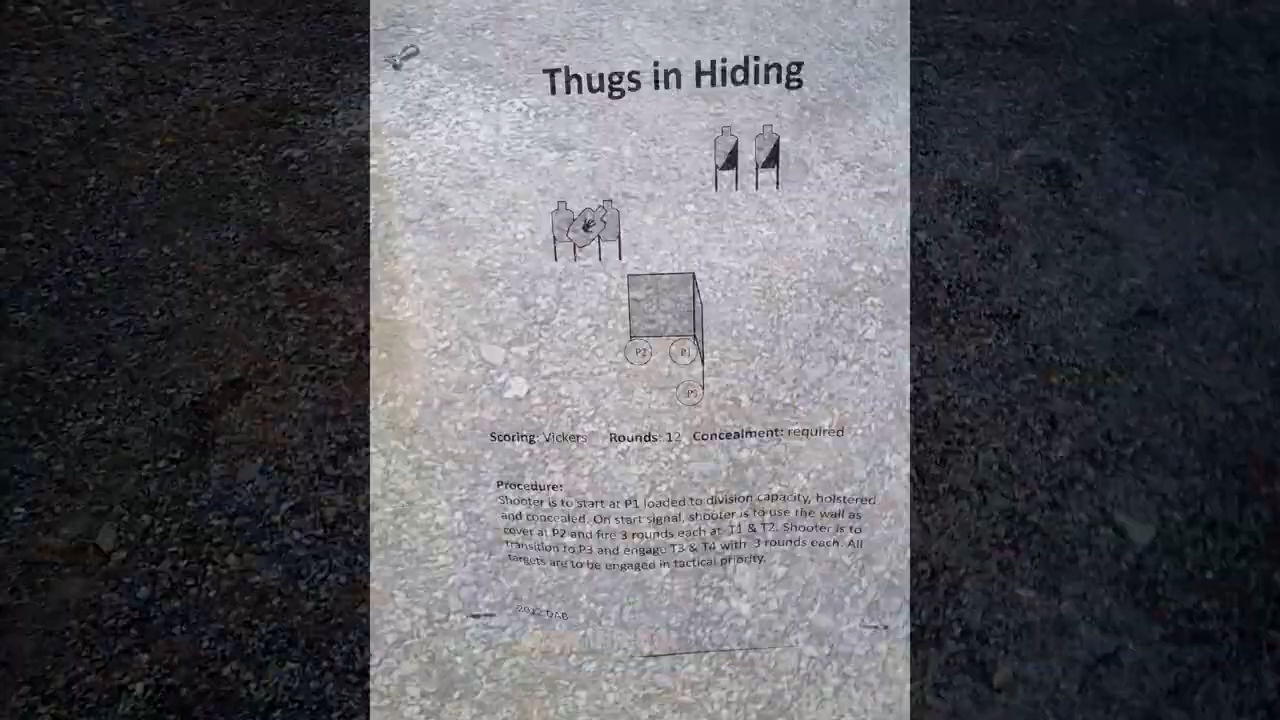 Thugs in Hiding
P2 P1
P3
Scoring: Vickers Rounds: 12 Concealment: required
Procedure:
Shooter is to start at P1 loaded to division capacity, holstered
and concealed. On start signal, shooter is to use the wall as
cover at P2 and fire 3 rounds each at T1 & T2. Shooter is to
transition to P3 and engage T3 & T4 with 3 rounds each. All
targets are to be engaged in tactical priority.
2012 DAB